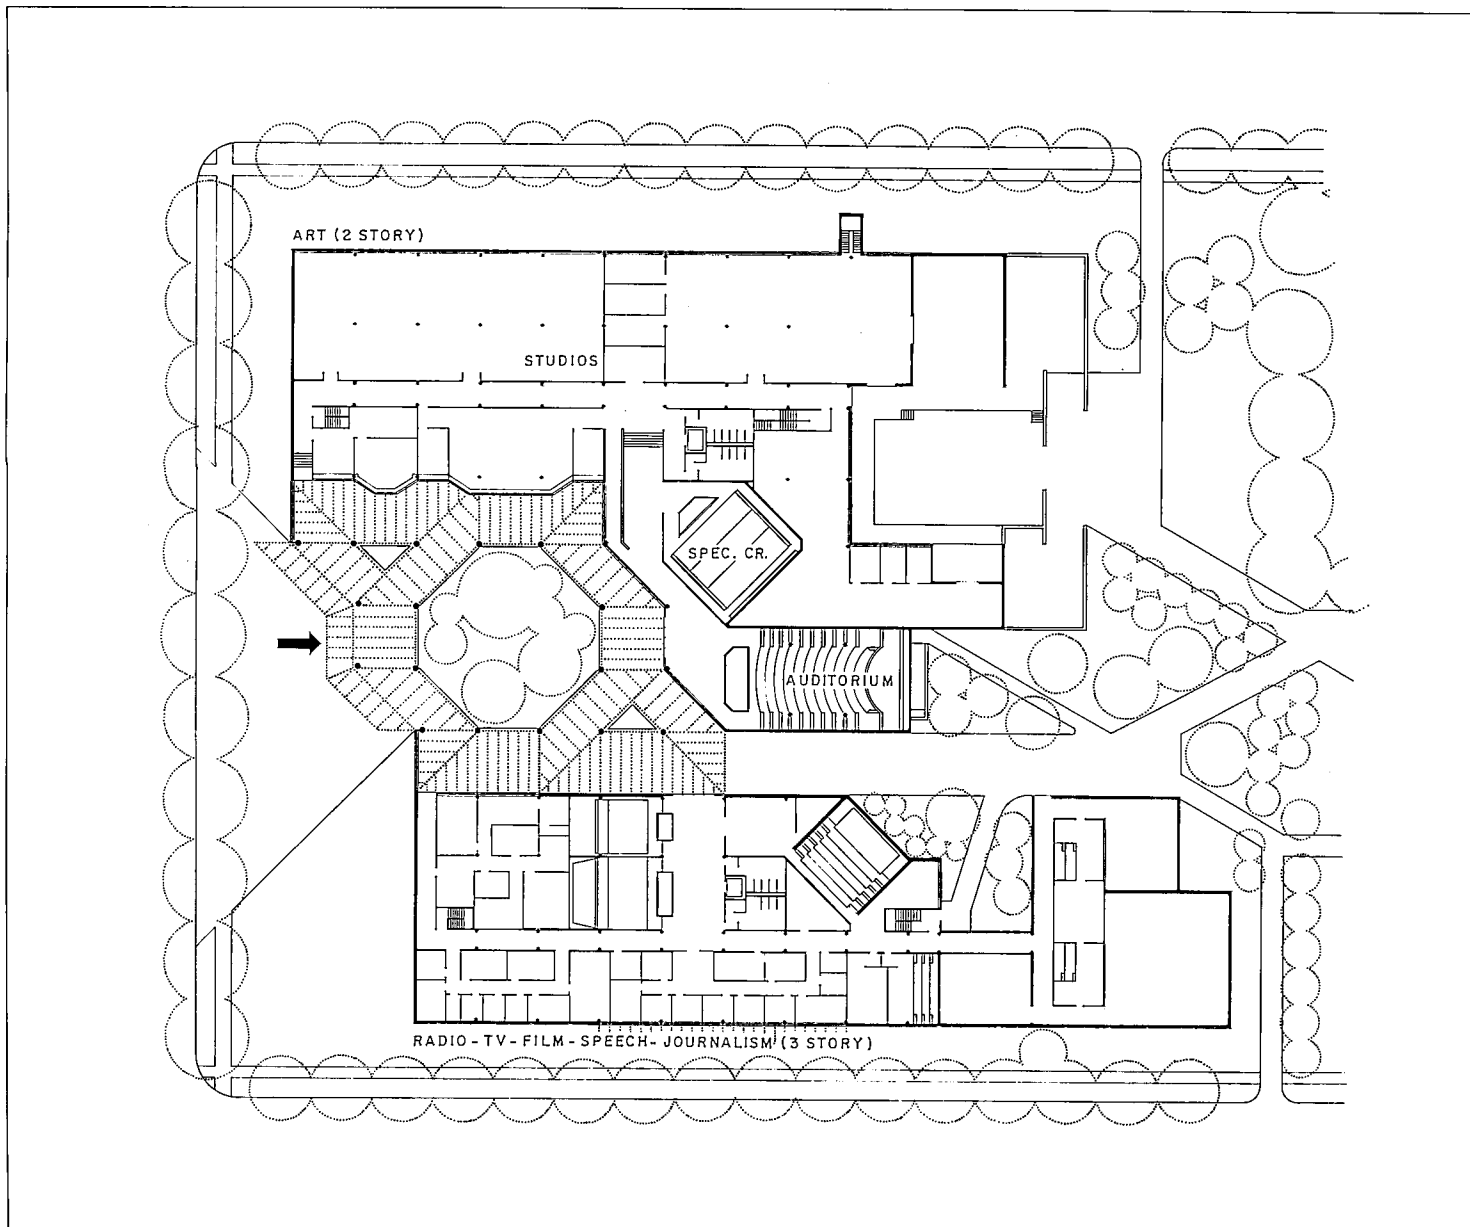 ART (2 STORY)
STUDIOS
SPEC. CR.
AUDITORIUM
RADIO-TV-FILM-SPEECH-JOURNALISM (3 STORY)